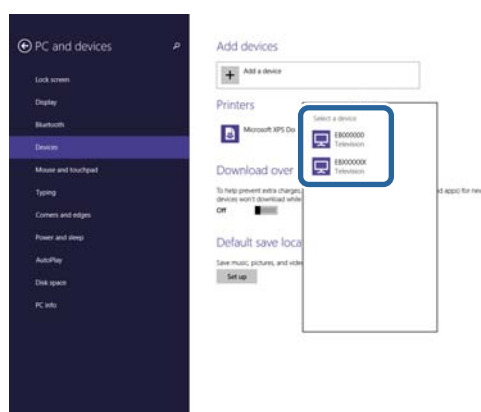 PC and devices
Lock screen
Display
Bluetooth
Devices
Mouse and touchpad
Typing
Corners and edges
Power and sleep
AutoPlay
Disk space
PC info
Add devices
Add a device
Printers
Microsoft XPS Do
Download over
To help prevent extra charges,
d apps) for new
devices won't download while
Off
Default save loca
Save music, pictures, and video
Set up
Select a device
EB000000
Television
EBXXXXXX
Television